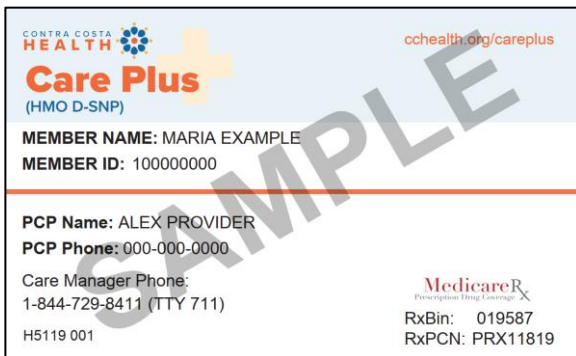 CONTRA COSTA
HEALTH
cchealth.org/careplus
Care Plus
(HMO D-SNP)
MEMBER NAME: MARIA EXAMPLE
MEMBER ID: 100000000
SAMPLE
PCP Name: ALEX PROVIDER
PCP Phone: 000-000-0000
Care Manager Phone:
1-844-729-8411 (TTY 711)
H5119 001
MedicareRx
Prescription Drug Coverage
RxBin: 019587
RxPCN: PRX11819